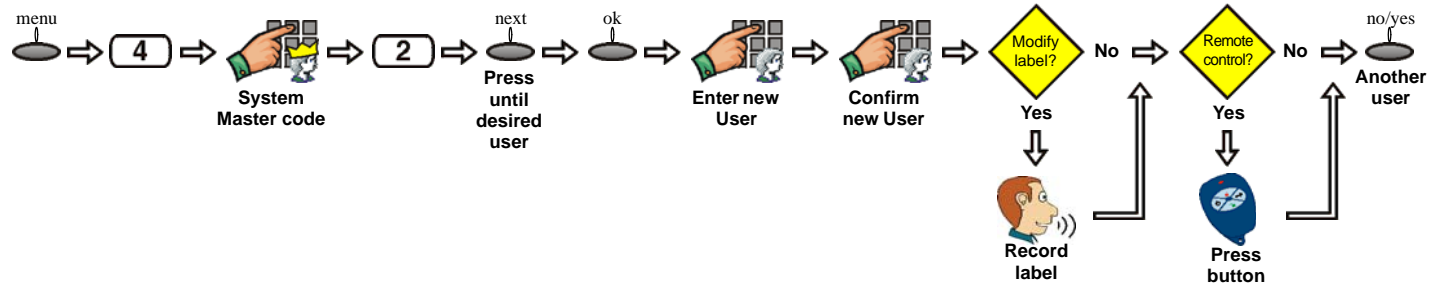 menu
4
System
Master code
2
next
Press
until
desired
user
ok
Enter new
User
Confirm
new User
Modify
label?
No
Yes
Record
label
Remote
control?
No
Yes
Press
button
no/yes
Another
user